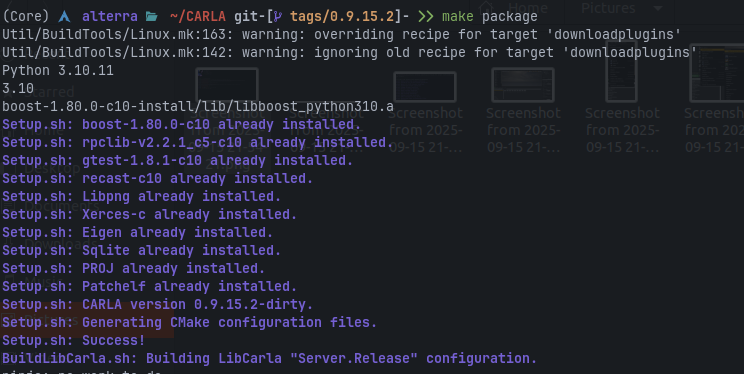 (Core) alterra ~/CARLA git-[ tags/0.9.15.2]- >> make package
Util/BuildTools/Linux.mk:163: warning: overriding recipe for target 'downloadplugins'
Util/BuildTools/Linux.mk:142: warning: ignoring old recipe for target 'downloadplugins'
Python 3.10.11
3.10
boost-1.80.0-c10-install/lib/libboost_python310.a
Setup.sh: boost-1.80.0-c10 already installed.
Setup.sh: rpclib-v2.2.1_c5-c10 already installed.
Setup.sh: gtest-1.8.1-c10 already installed.
Setup.sh: recast-c10 already installed.
Setup.sh: Libpng already installed.
Setup.sh: Xerces-c already installed.
Setup.sh: Eigen already installed.
Setup.sh: Sqlite already installed.
Setup.sh: PROJ already installed.
Setup.sh: Patchelf already installed.
Setup.sh: CARLA version 0.9.15.2-dirty.
Setup.sh: Generating CMake configuration files.
Setup.sh: Success!
BuildLibCarla.sh: Building LibCarla "Server.Release" configuration.
ninja: no work to do.
Home Pictures
Screenshot from 2025-09-15 21-...
Screenshot from 2025-09-15 21-...
Screenshot from 2025-09-15 21-...
Screenshot from 2025-09-15 21-...